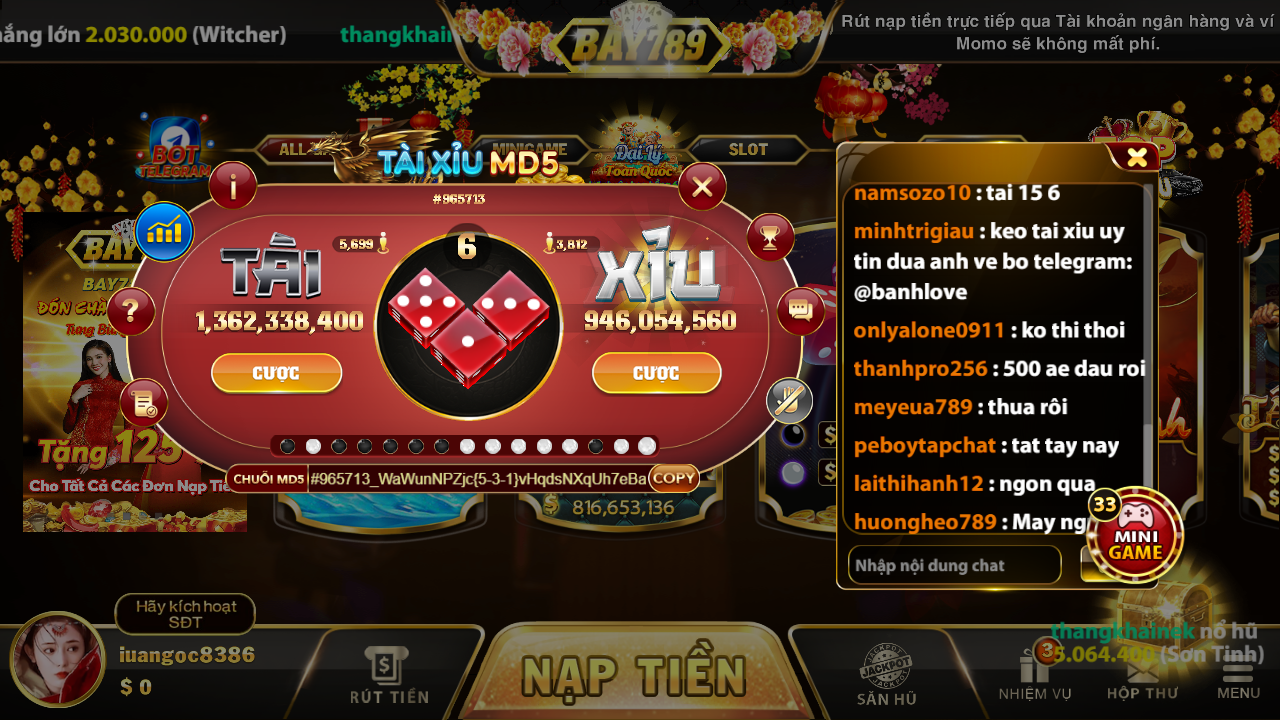 ắng lớn 2.030.000 (Witcher)
thangkhai
BAY789
Rút nạp tiền trực tiếp qua Tài khoản ngân hàng và ví
Momo sẽ không mất phí.
BOT
TELEGRAM
ALL
MINIGAME
Đại Lý
Toàn Quốc
SLOT
TÀI XỈU MD5
#965713
TÀI
5,699
6
3,812
XỈU
1,362,338,400
946,054,560
CƯỢC
CƯỢC
CHUỖI MD5
#965713_WaWunNPZjc{5-3-1}vHqdsNXqUh7eBa
COPY
816,653,136
BAY
BAY7
ĐÓN CHÀ
Tặng 125
Cho Tất Cả Các Đơn Nạp Tiề
namsozo10 : tai 15 6
minhtrigiau : keo tai xiu uy
tin dua anh ve bo telegram:
@banhlove
onlyalone0911 : ko thi thoi
thanhpro256 : 500 ae dau roi
meyeua789 : thua rôi
peboytapchat : tat tay nay
laithihanh12 : ngon qua
huongheo789 : May ng
Nhập nội dung chat
33
MINI
GAME
Hãy kích hoạt
SĐT
iuangoc8386
$ 0
RÚT TIỀN
NẠP TIỀN
JACKPOT
SĂN HŨ
thangkhainek nổ hũ
5.064.400 (Sơn Tinh)
3
NHIỆM VỤ
HỘP THƯ
MENU